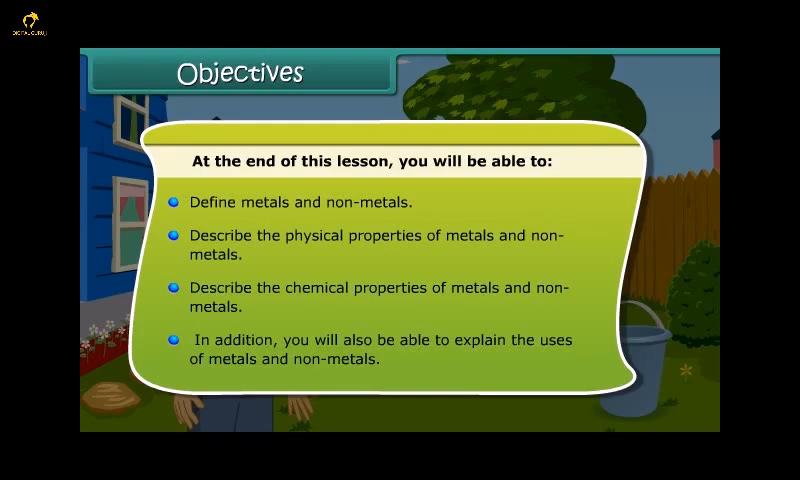 DIGITAL GURUJI
Objectives
At the end of this lesson, you will be able to:
Define metals and non-metals.
Describe the physical properties of metals and non-
metals.
Describe the chemical properties of metals and non-
metals.
In addition, you will also be able to explain the uses
of metals and non-metals.